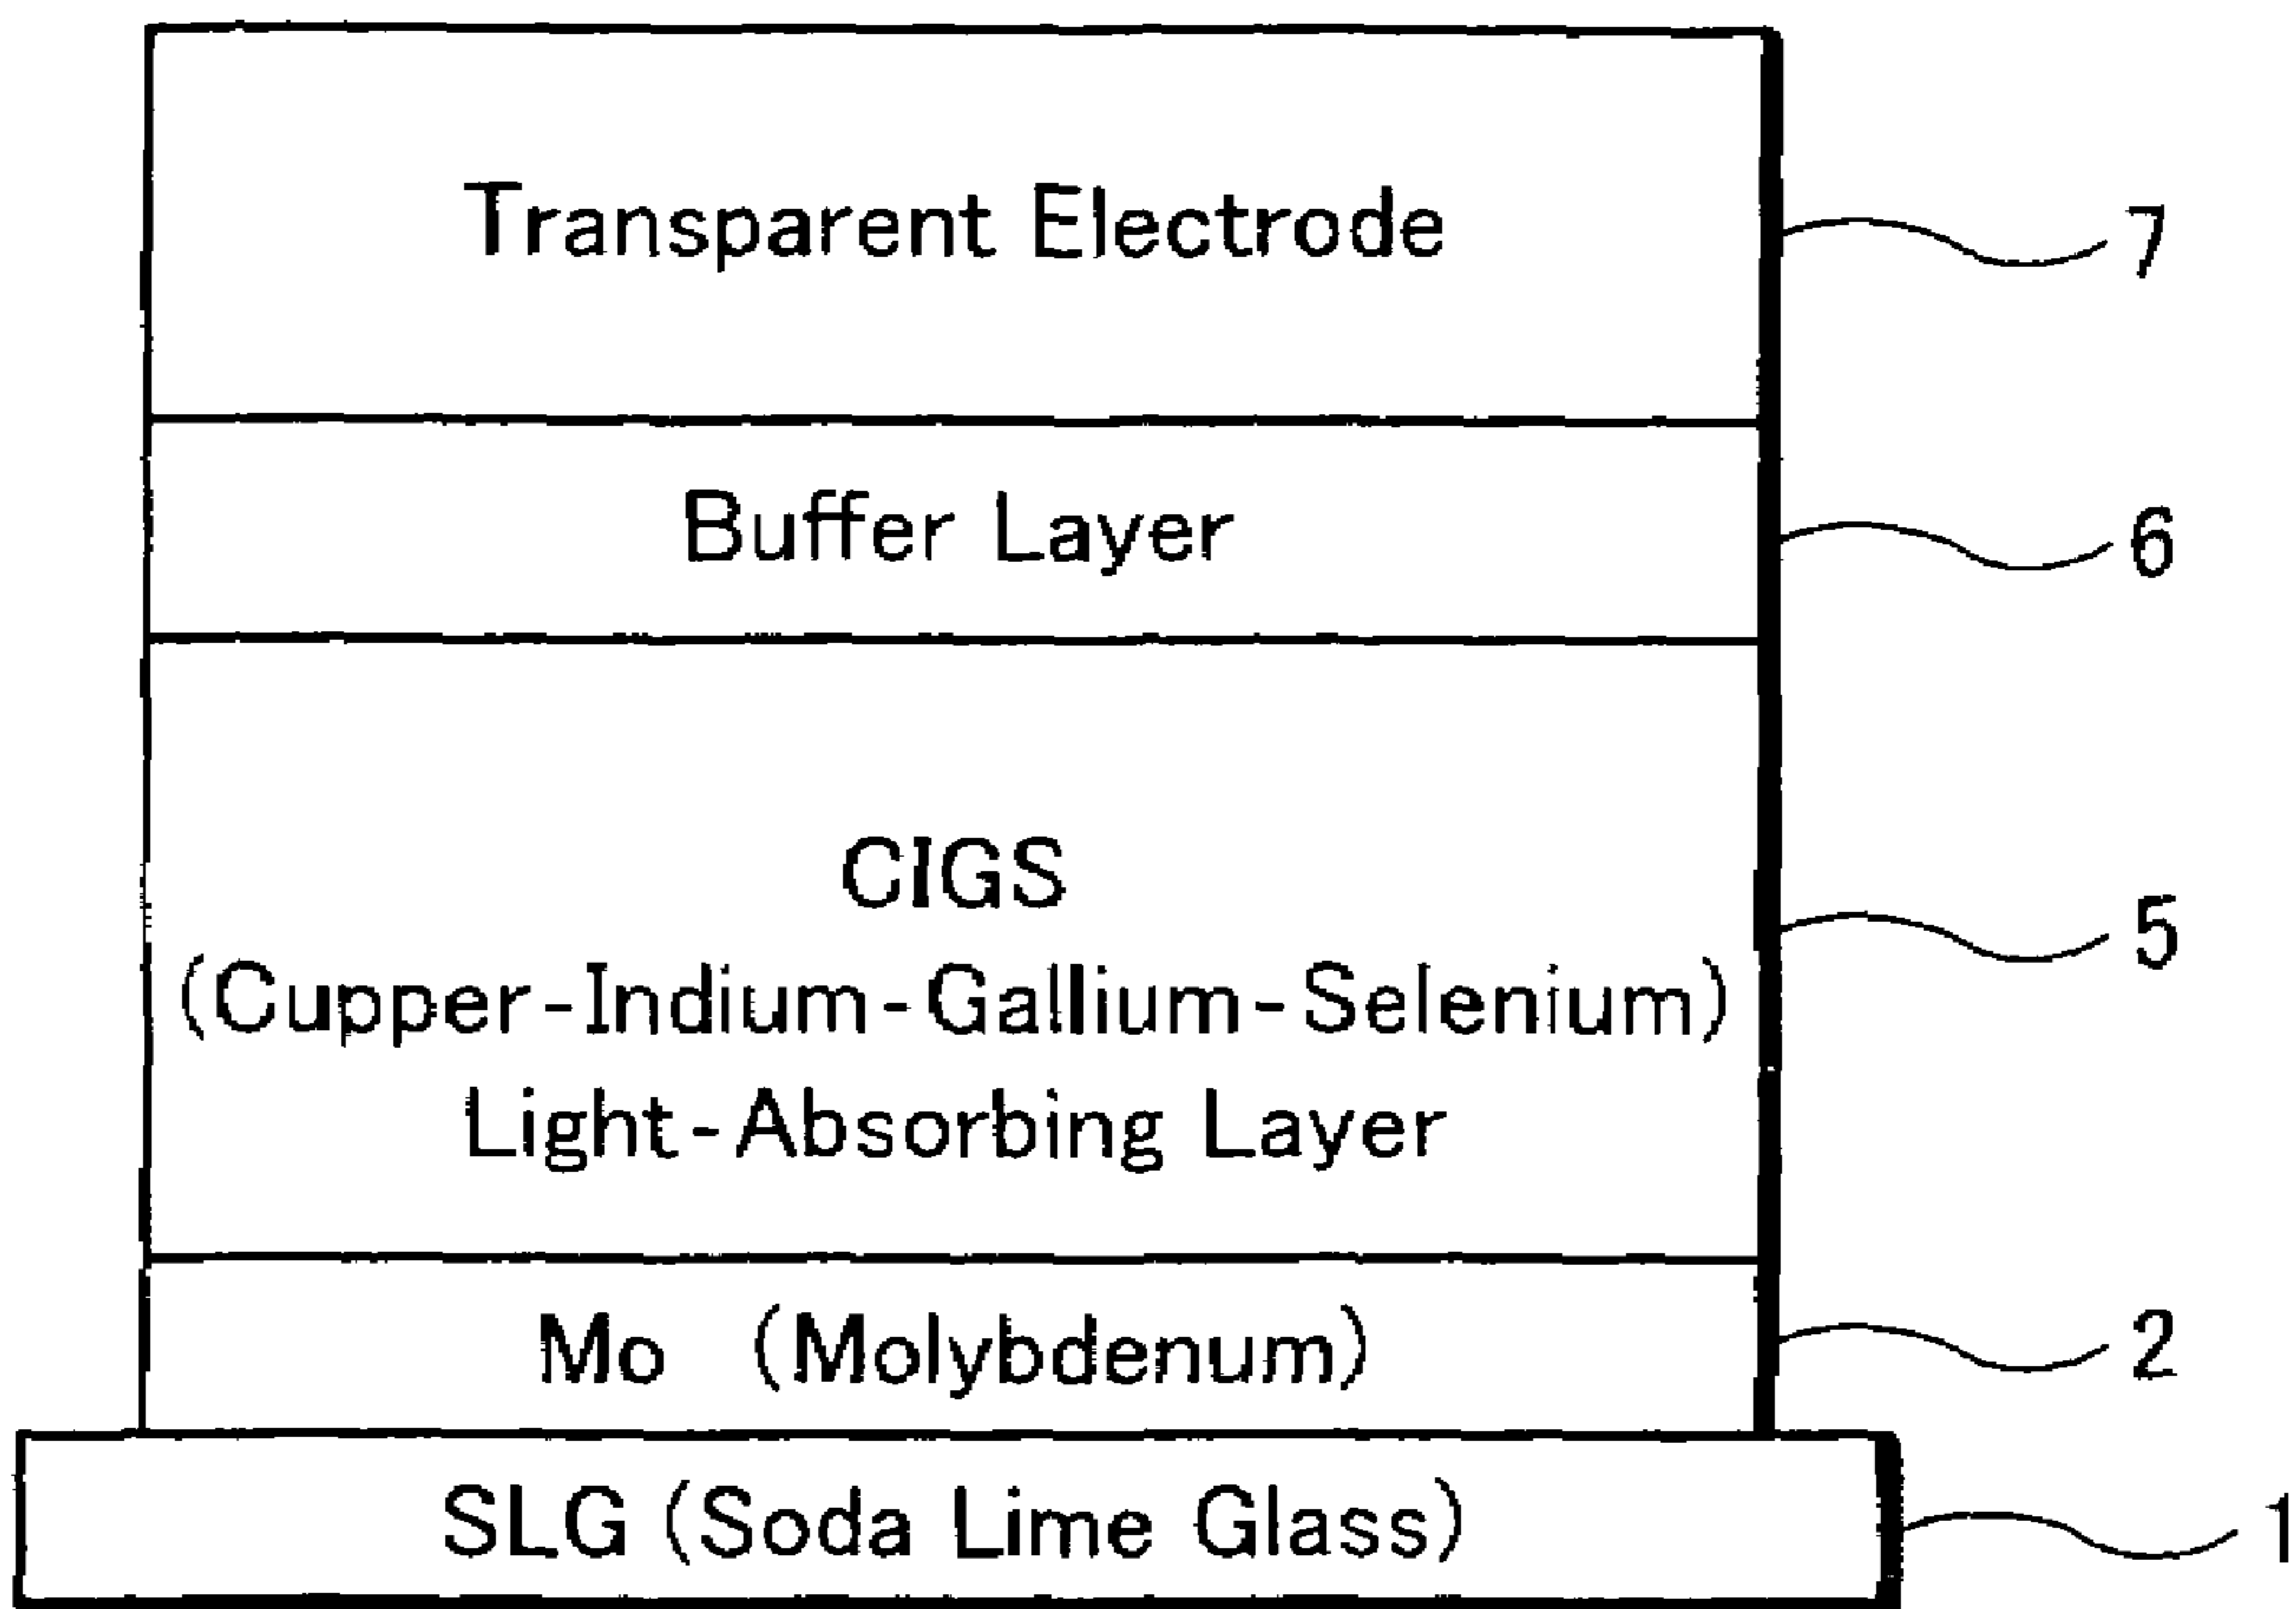 Transparent Electrode 7
Buffer Layer 6
CIGS
5
(Cupper-Indium-Gallium-Selenium)
Light-Absorbing Layer
Mo (Molybdenum) 2
SLG (Soda Lime Glass) 1